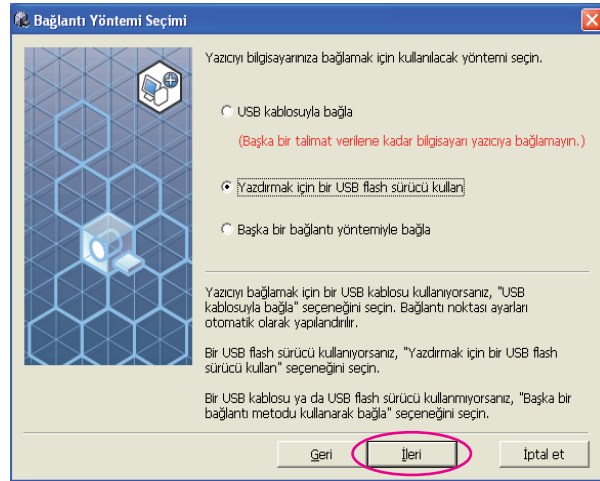 Bağlantı Yöntemi Seçimi
Yazıcıyı bilgisayarınıza bağlamak için kullanılacak yöntemi seçin.
USB kablosuyla bağla
(Başka bir talimat verilene kadar bilgisayarı yazıcıya bağlamayın.)
Yazdırmak için bir USB flash sürücü kullan
Başka bir bağlantı yöntemiyle bağla
Yazıcıyı bağlamak için bir USB kablosu kullanıyorsanız, "USB
kablosuyla bağla" seçeneğini seçin. Bağlantı noktası ayarları
otomatik olarak yapılandırılır.
Bir USB flash sürücü kullanıyorsanız, "Yazdırmak için bir USB flash
sürücü kullan" seçeneğini seçin.
Bir USB kablosu ya da USB flash sürücü kullanmıyorsanız, "Başka bir
bağlantı metodu kullanarak bağla" seçeneğini seçin.
Geri İleri İptal et